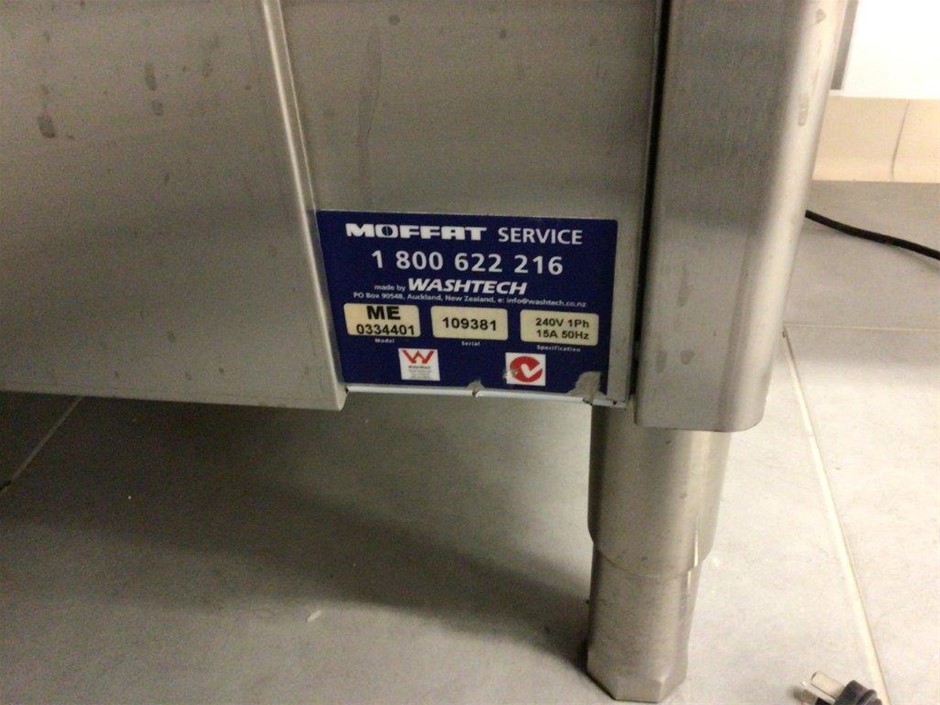 MOFFAT SERVICE
1 800 622 216
made by WASHTECH
PO Box 90548, Auckland, New Zealand, e: info@washtech.co.nz
ME
0334401
Model
109381
Serial
240V 1Ph
15A 50Hz
Specification